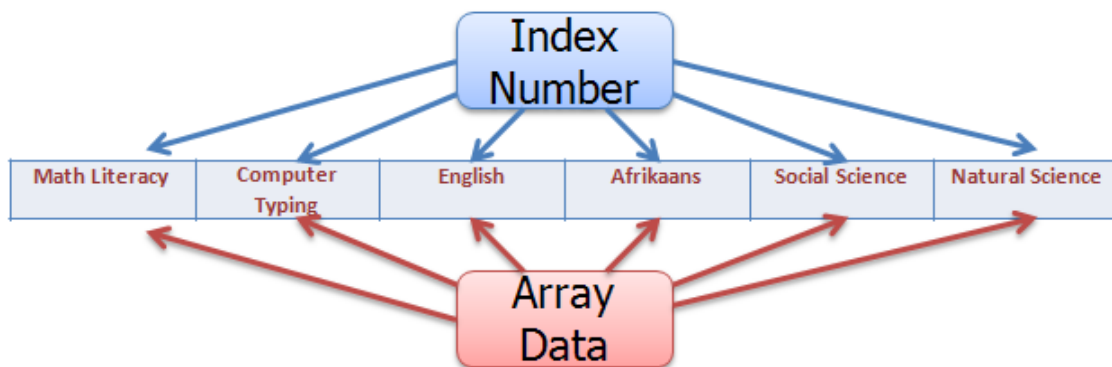 Index
Number
Math Literacy
Computer
Typing
English
Afrikaans
Social Science
Natural Science
Array
Data